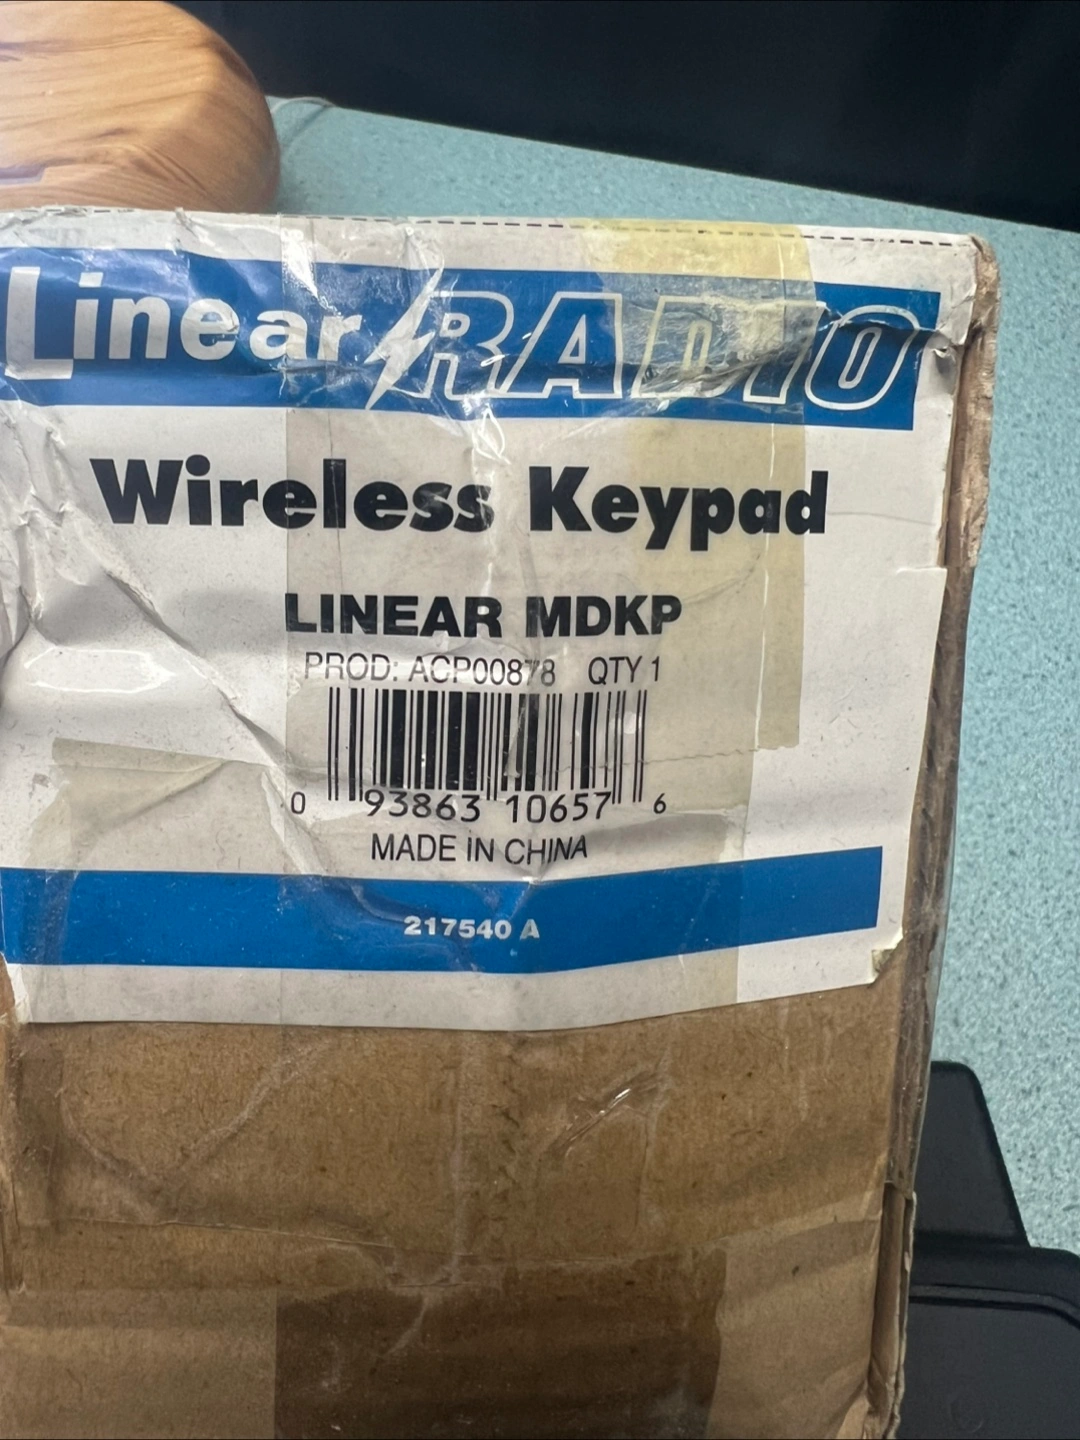 Linear RADIO
Wireless Keypad
LINEAR MDKP
PROD: ACP00878 QTY 1
0 93863 10657 6
MADE IN CHINA
217540 A